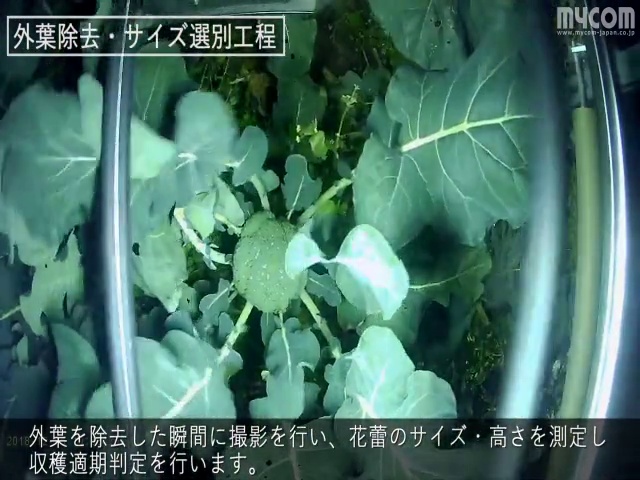 外葉除去・サイズ選別工程
mycom
www.mycom-japan.co.jp
2018
外葉を除去した瞬間に撮影を行い、花蕾のサイズ・高さを測定し
収穫適期判定を行います。